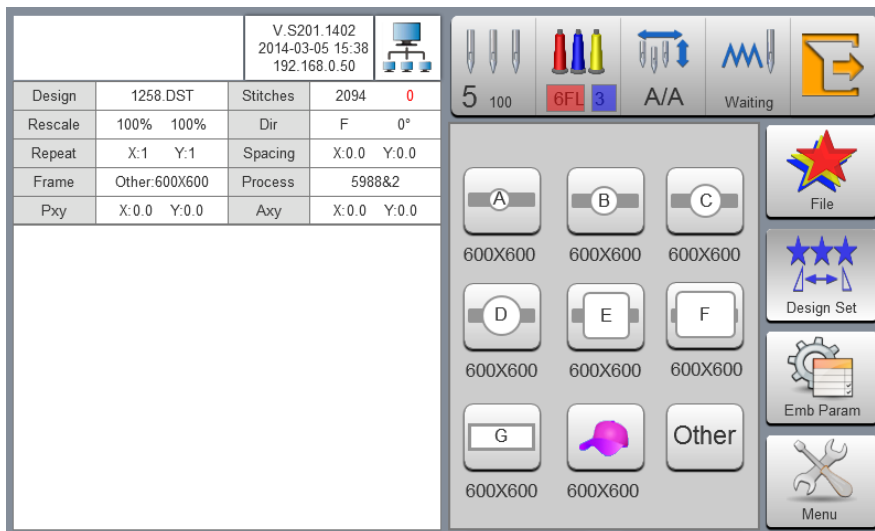 V.S201.1402
2014-03-05 15:38
192.168.0.50
Design 1258.DST Stitches 2094 0
Rescale 100% 100% Dir F 0°
Repeat X:1 Y:1 Spacing X:0.0 Y:0.0
Frame Other:600X600 Process 5988&2
Pxy X:0.0 Y:0.0 Axy X:0.0 Y:0.0
5 100 6FL 3 A/A Waiting
A B C
600X600 600X600 600X600
D E F
600X600 600X600 600X600
G Other
600X600 600X600
File
Design Set
Emb Param
Menu